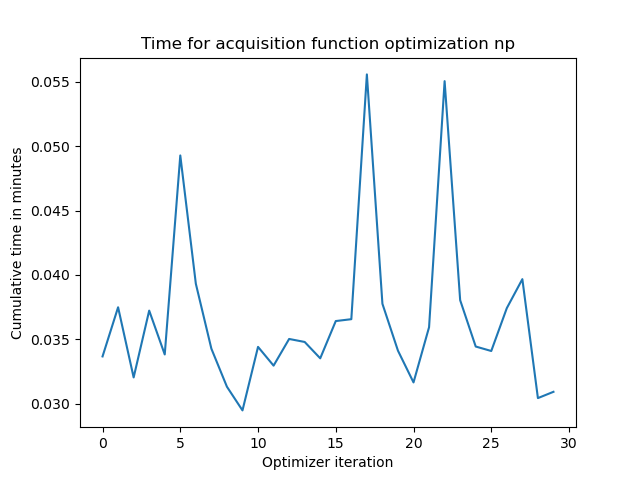 Time for acquisition function optimization np
0.055
0.050
0.045
0.040
0.035
0.030
Cumulative time in minutes
0 5 10 15 20 25 30
Optimizer iteration